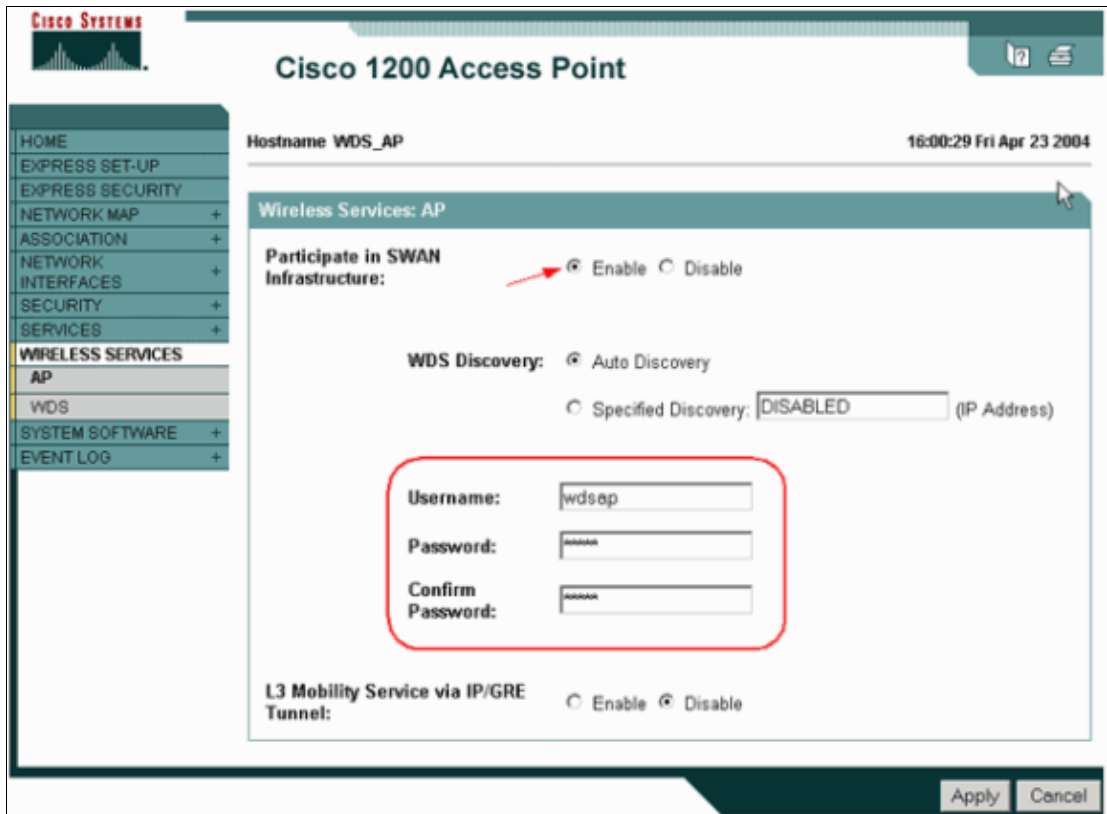 CISCO SYSTEMS
Cisco 1200 Access Point
HOME
EXPRESS SET-UP
EXPRESS SECURITY
NETWORK MAP +
ASSOCIATION +
NETWORK
INTERFACES +
SECURITY +
SERVICES +
WIRELESS SERVICES
AP
WDS
SYSTEM SOFTWARE +
EVENT LOG +
Hostname WDS_AP
16:00:29 Fri Apr 23 2004
Wireless Services: AP
Participate in SWAN
Infrastructure:
Enable Disable
WDS Discovery: Auto Discovery
Specified Discovery: DISABLED (IP Address)
Username: wdsap
Password: *****
Confirm
Password: *****
L3 Mobility Service via IP/GRE
Tunnel:
Enable Disable
Apply Cancel